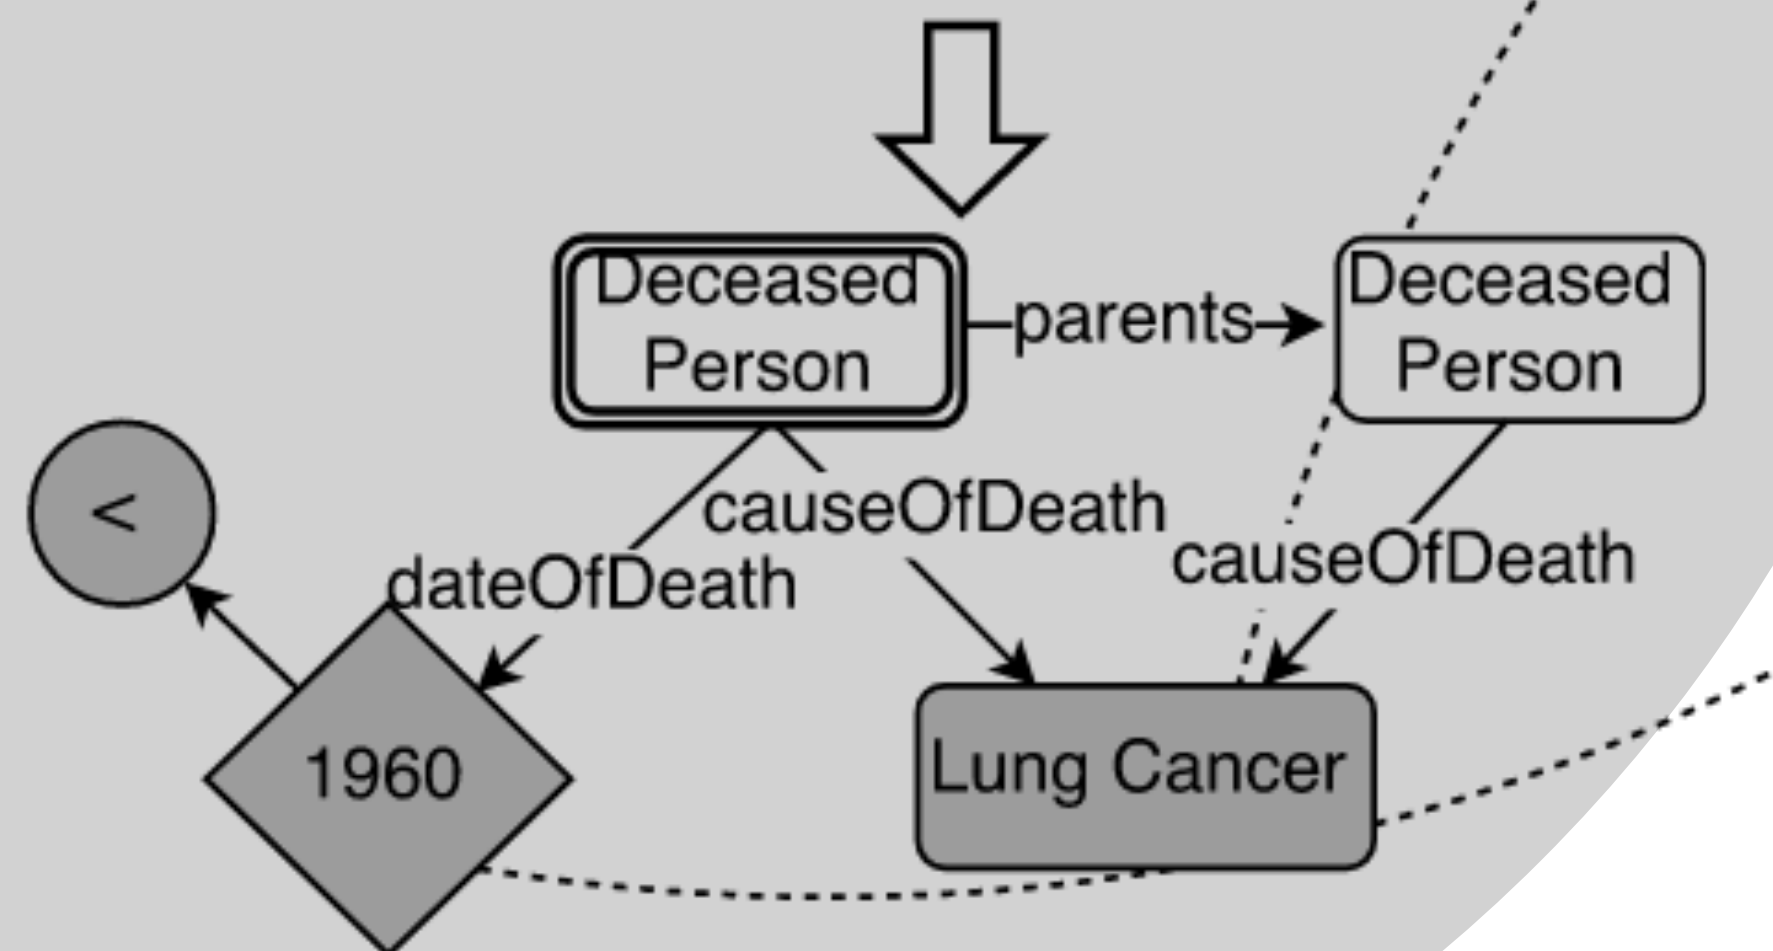 Deceased
Person
parents
Deceased
Person
<
causeOfDeath
causeOfDeath
dateOfDeath
1960
Lung Cancer